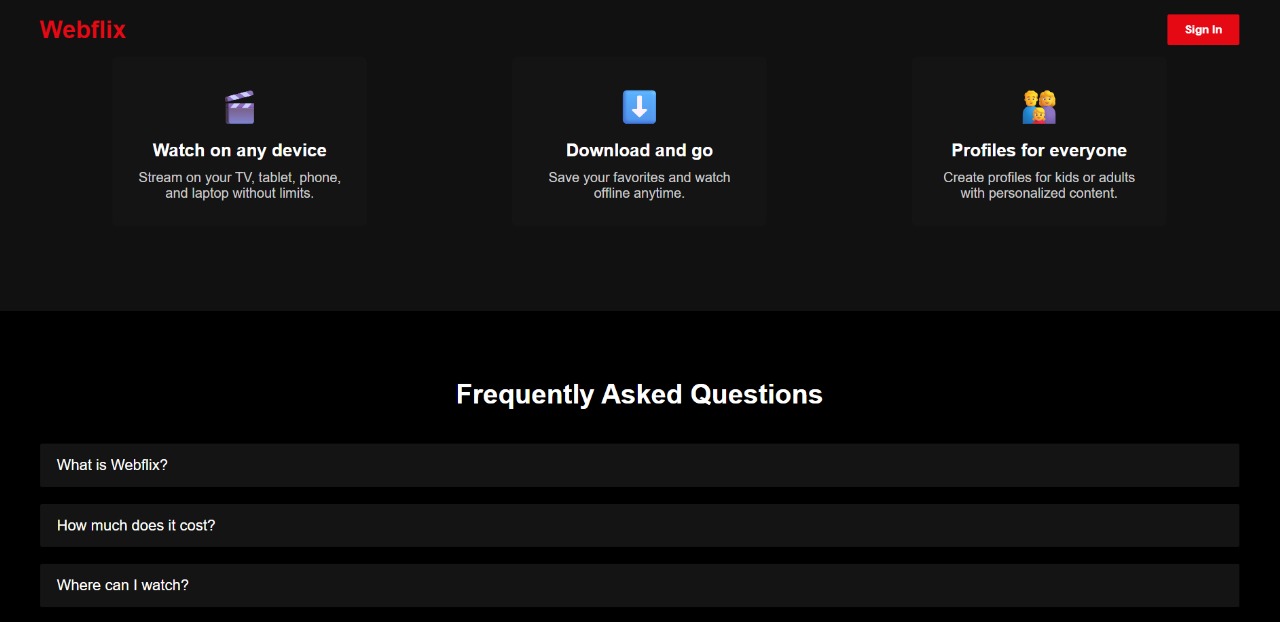 Webflix
Sign In
Watch on any device
Stream on your TV, tablet, phone,
and laptop without limits.
Download and go
Save your favorites and watch
offline anytime.
Profiles for everyone
Create profiles for kids or adults
with personalized content.
Frequently Asked Questions
What is Webflix?
How much does it cost?
Where can I watch?